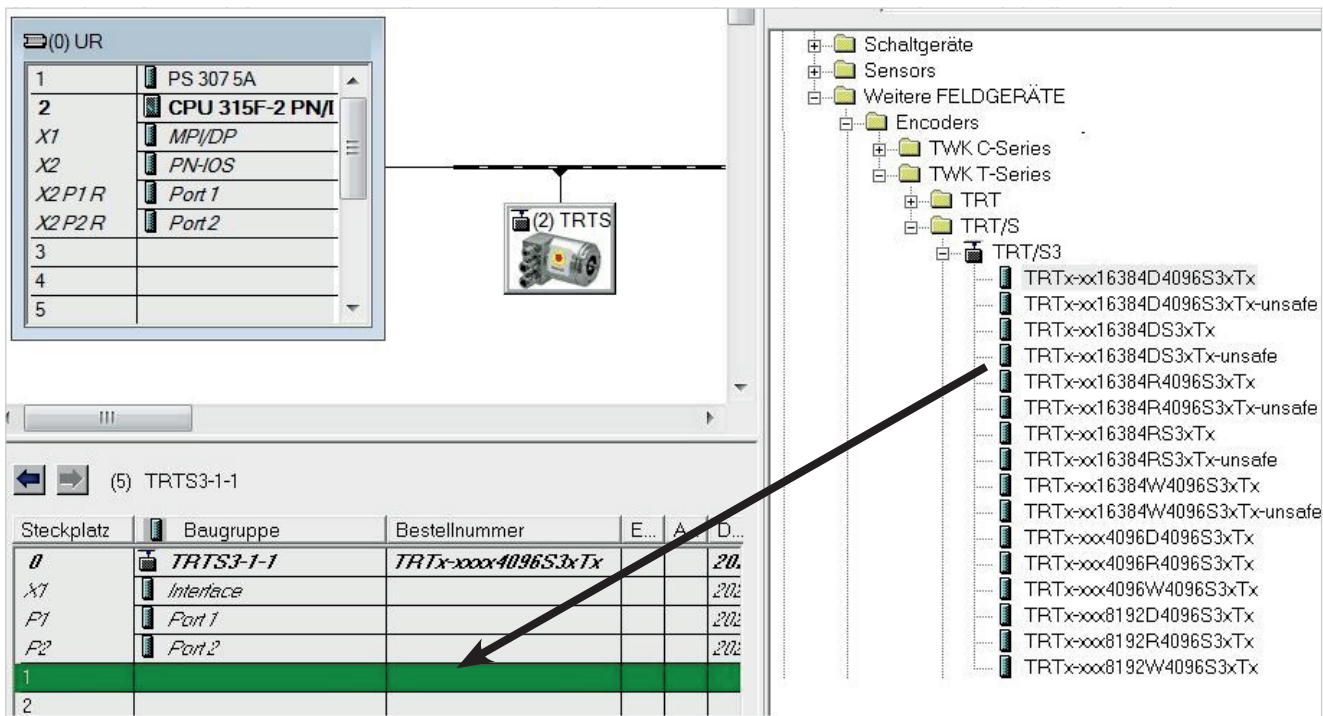 (0) UR
1 PS 307 5A
2 CPU 315F-2 PN/
X1 MPI/DP
X2 PN-IOS
X2 P1 R Port 1
X2 P2 R Port 2
3
4
5
(2) TRTS
(5) TRTS3-1-1
Steckplatz Baugruppe Bestellnummer E... A... D...
0 TRTS3-1-1 TRTx-xxxx4096S3xTx 20
X1 Interface 202
P1 Port 1 202
P2 Port 2 202
1
2
Schaltgeräte
Sensors
Weitere FELDGERÄTE
Encoders
TWK C-Series
TWK T-Series
TRT
TRT/S
TRT/S3
TRTx-xx16384D4096S3xTx
TRTx-xx16384D4096S3xTx-unsafe
TRTx-xx16384DS3xTx
TRTx-xx16384DS3xTx-unsafe
TRTx-xx16384R4096S3xTx
TRTx-xx16384R4096S3xTx-unsafe
TRTx-xx16384RS3xTx
TRTx-xx16384RS3xTx-unsafe
TRTx-xx16384W4096S3xTx
TRTx-xx16384W4096S3xTx-unsafe
TRTx-xxx4096D4096S3xTx
TRTx-xxx4096R4096S3xTx
TRTx-xxx4096W4096S3xTx
TRTx-xxx8192D4096S3xTx
TRTx-xxx8192R4096S3xTx
TRTx-xxx8192W4096S3xTx